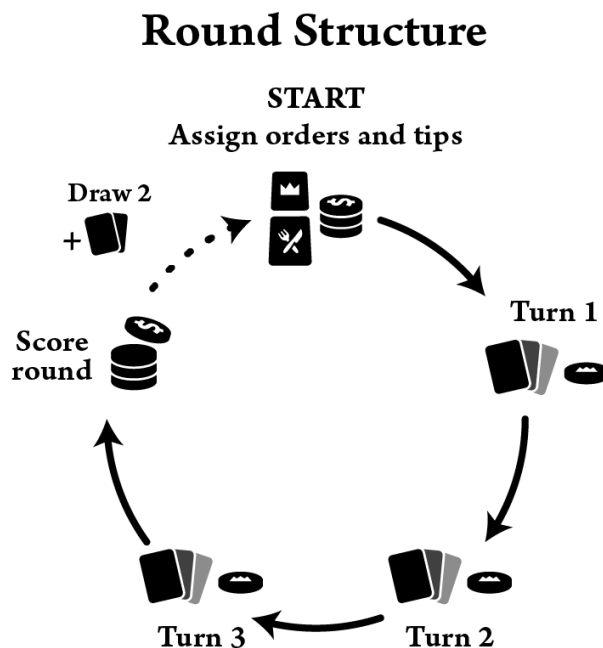 Round Structure
START
Assign orders and tips
Draw 2
+
Turn 1
Score
round
$
$
Turn 3
Turn 2